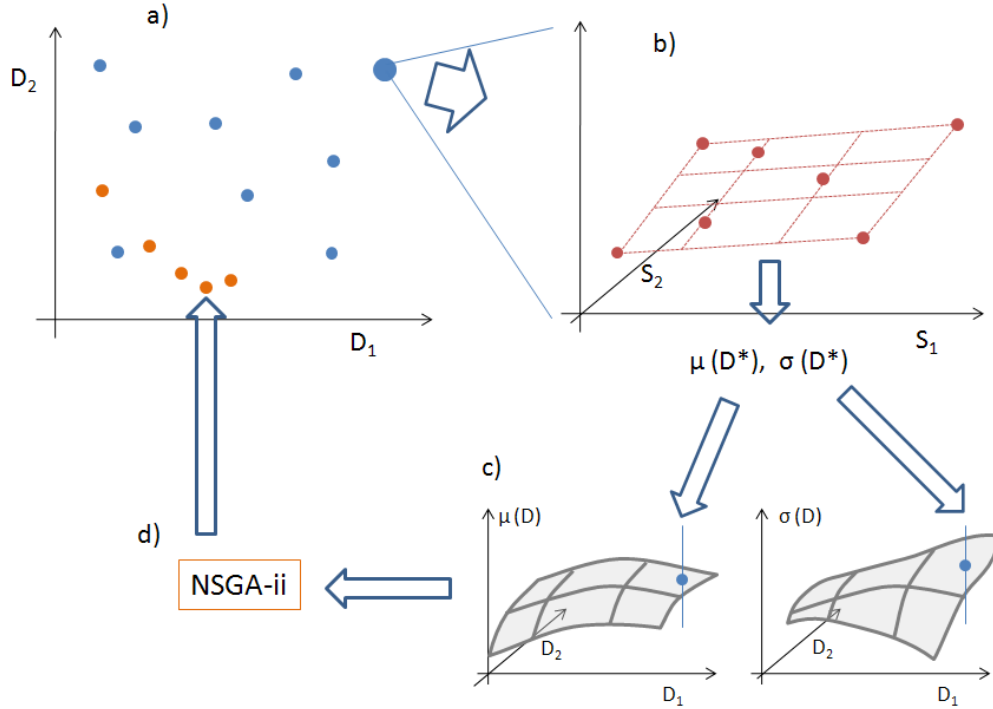 a)
D₂
D₁
b)
S₂
S₁
μ (D*), σ (D*)
c)
μ (D)
D₂
D₁
σ (D)
D₂
D₁
d)
NSGA-ii